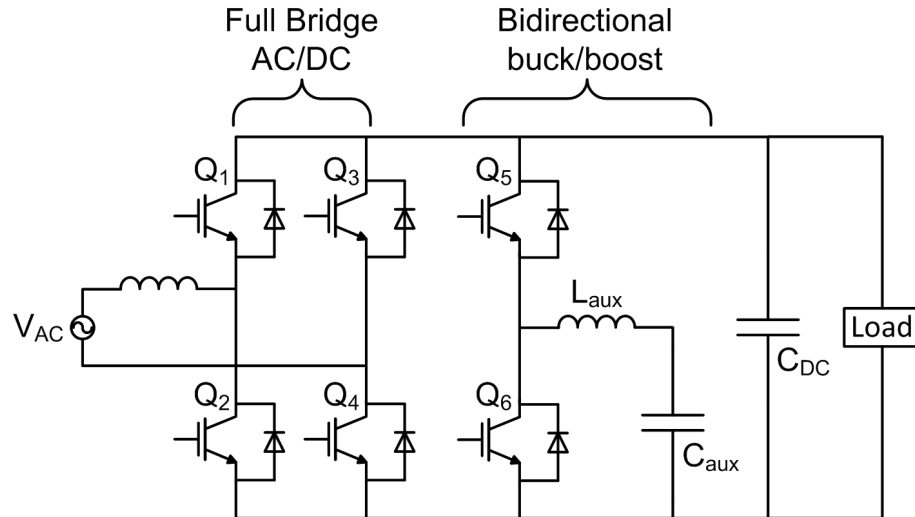 Full Bridge
AC/DC
Bidirectional
buck/boost
Q1
Q3
Q5
VAC
Laux
Load
CDC
Q2
Q4
Q6
Caux